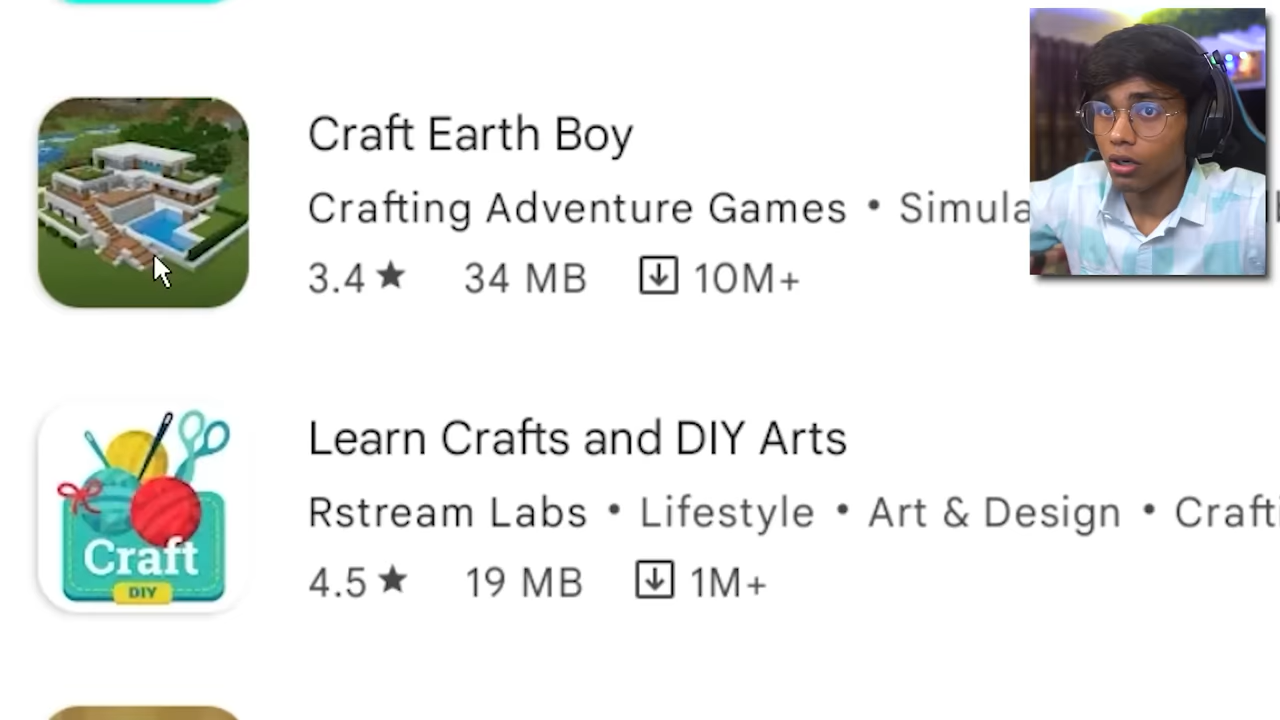 Craft Earth Boy
Crafting Adventure Games • Simula
3.4★ 34 MB 10M+
Craft
DIY
Learn Crafts and DIY Arts
Rstream Labs • Lifestyle • Art & Design • Crafti
4.5★ 19 MB 1M+